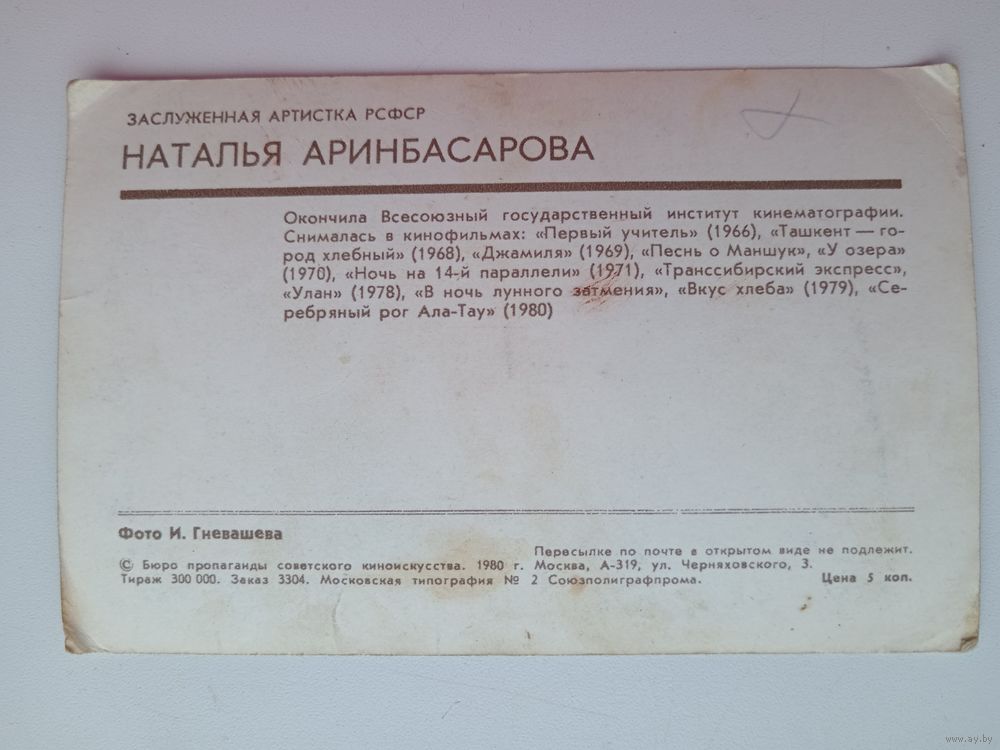 ЗАСЛУЖЕННАЯ АРТИСТКА РСФСР
НАТАЛЬЯ АРИНБАСАРОВА
Окончила Всесоюзный государственный институт кинематографии.
Снималась в кинофильмах: «Первый учитель» (1966), «Ташкент — го-
род хлебный» (1968), «Джамиля» (1969), «Песнь о Маншук», «У озера»
(1970), «Ночь на 14-й параллели» (1971), «Транссибирский экспресс»,
«Улан» (1978), «В ночь лунного затмения», «Вкус хлеба» (1979), «Се-
ребряный рог Ала-Тау» (1980)
Фото И. Гневашева
Пересылке по почте в открытом виде не подлежит.
© Бюро пропаганды советского киноискусства. 1980 г. Москва, А-319, ул. Черняховского, 3.
Тираж 300 000. Заказ 3304. Московская типография № 2 Союзполиграфпрома. Цена 5 коп.
www.ay.by